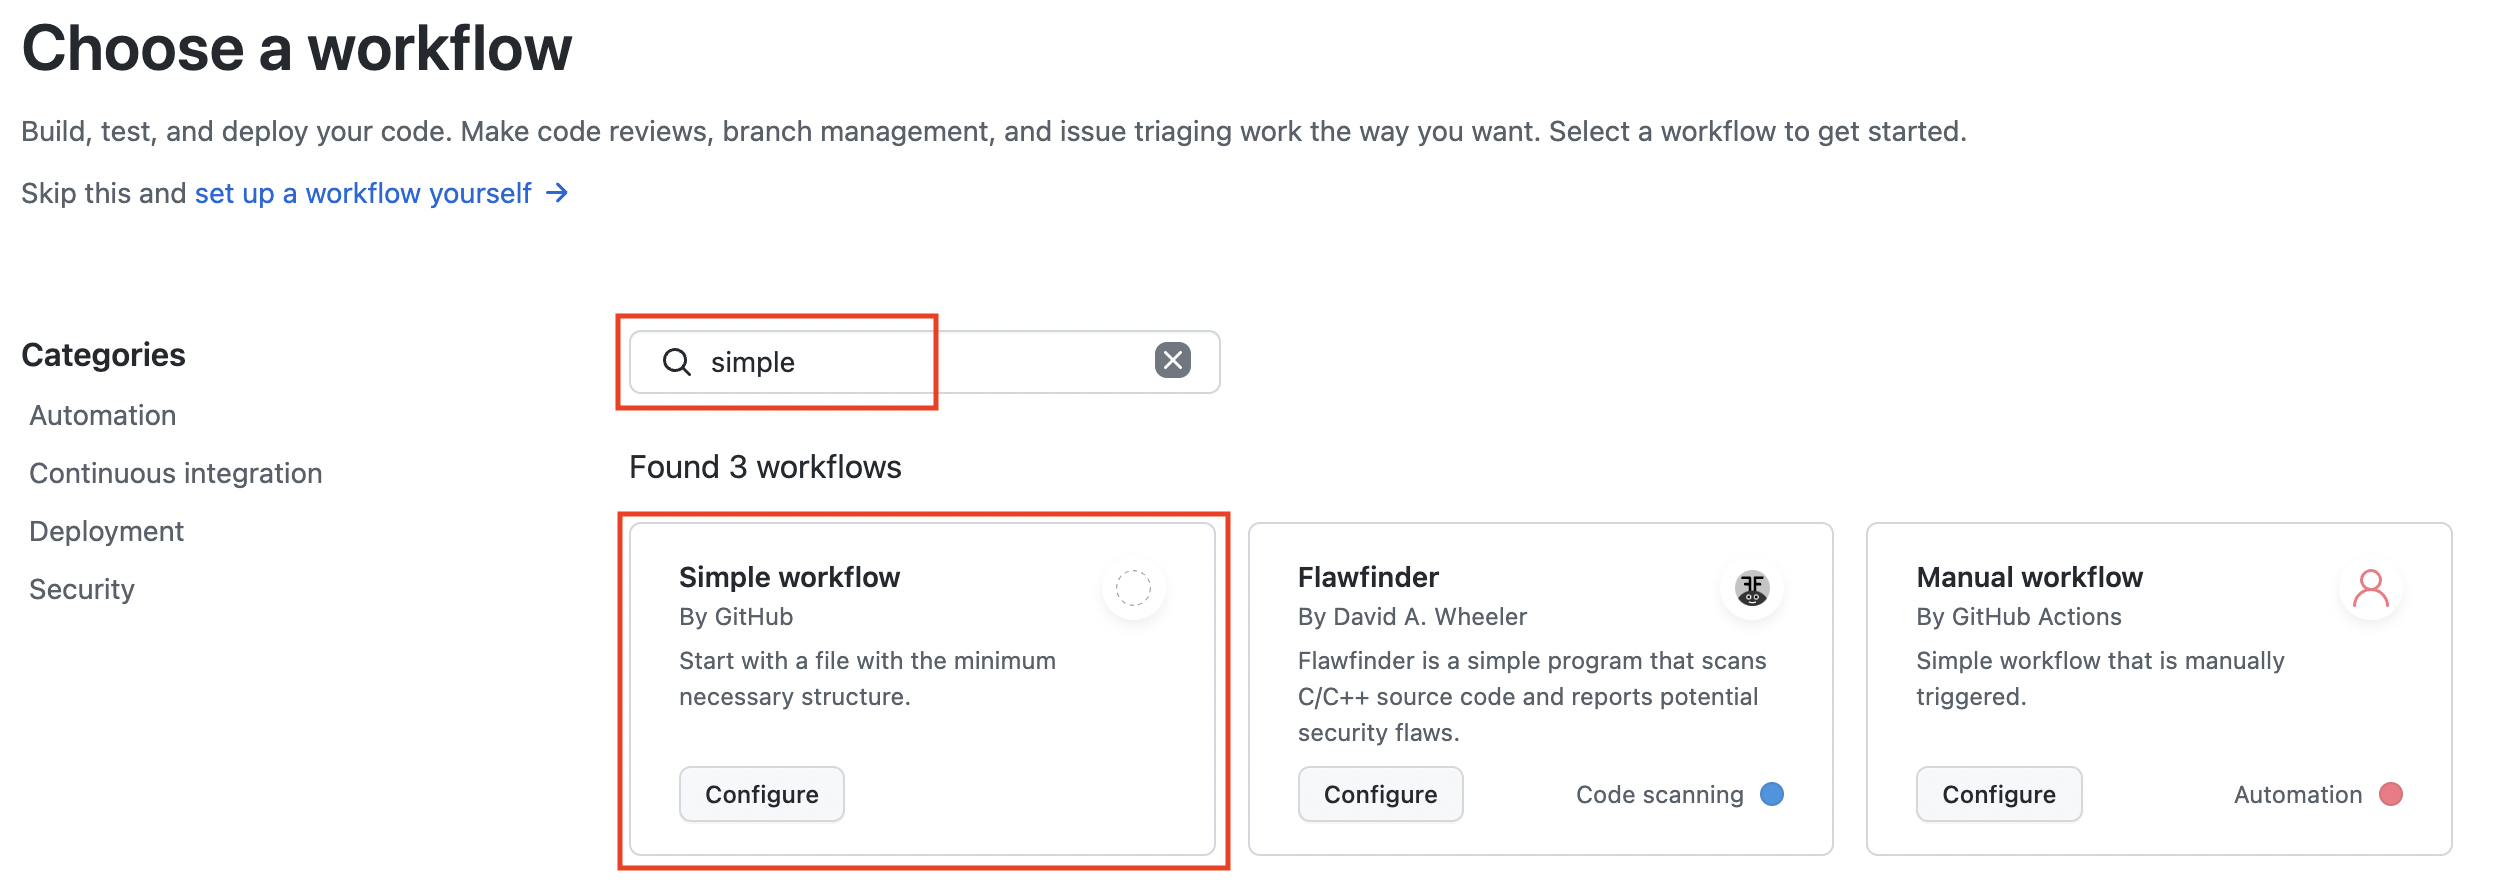 Choose a workflow
Build, test, and deploy your code. Make code reviews, branch management, and issue triaging work the way you want. Select a workflow to get started.
Skip this and set up a workflow yourself →
Categories
Automation
Continuous integration
Deployment
Security
simple
Found 3 workflows
Simple workflow
By GitHub
Start with a file with the minimum
necessary structure.
Configure
Flawfinder
By David A. Wheeler
Flawfinder is a simple program that scans
C/C++ source code and reports potential
security flaws.
Configure
Code scanning
Manual workflow
By GitHub Actions
Simple workflow that is manually
triggered.
Configure
Automation